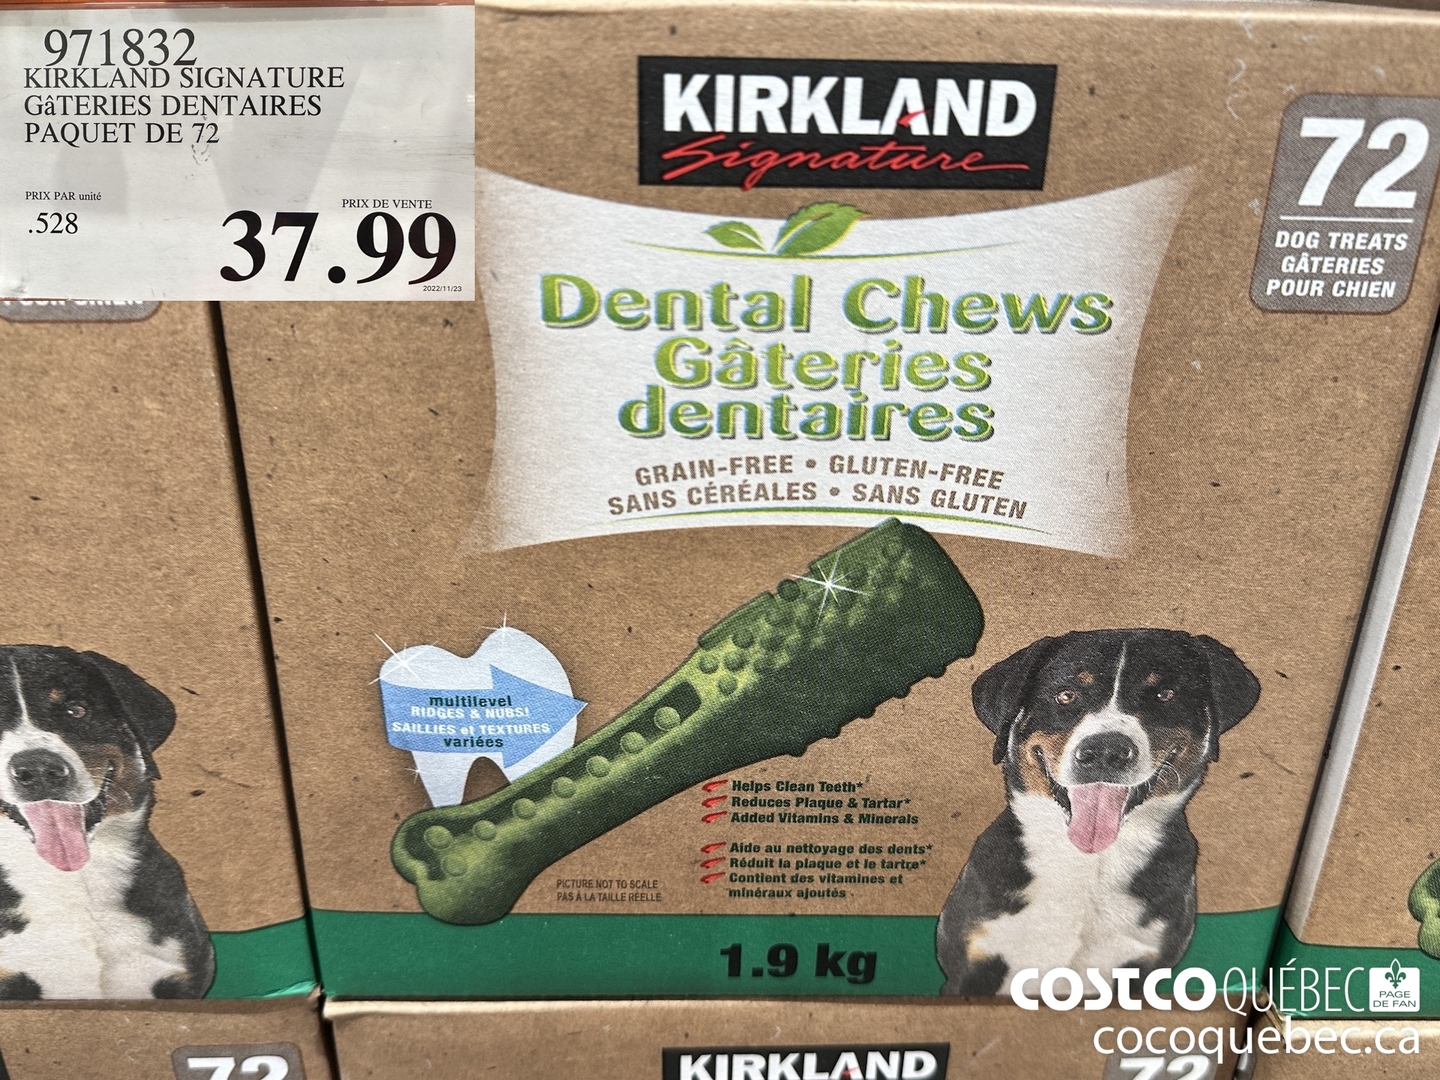 971832
KIRKLAND SIGNATURE
GâTERIES DENTAIRES
PAQUET DE 72
PRIX PAR unité
.528
PRIX DE VENTE
37.99
2022/11/23
KIRKLAND
Signature
72
DOG TREATS
GÂTERIES
POUR CHIEN
Dental Chews
Gâteries
dentaires
GRAIN-FREE • GLUTEN-FREE
SANS CÉRÉALES • SANS GLUTEN
multilevel
RIDGES & NUBS!
SAILLIES et TEXTURES
variées
Helps Clean Teeth*
Reduces Plaque & Tartar*
Added Vitamins & Minerals
Aide au nettoyage des dents*
Réduit la plaque et le tartre*
Contient des vitamines et
minéraux ajoutés
PICTURE NOT TO SCALE
PAS À LA TAILLE RÉELLE
1.9 kg
COSTCO QUÉBEC PAGE
DE FAN
cocoquebec.ca
72
KIRKLAND
72